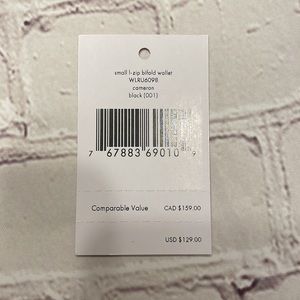 small l-zip bifold wallet
WLRU6098
cameron
black (001)
7 67883 69010 9
Comparable Value CAD $159.00
USD $129.00